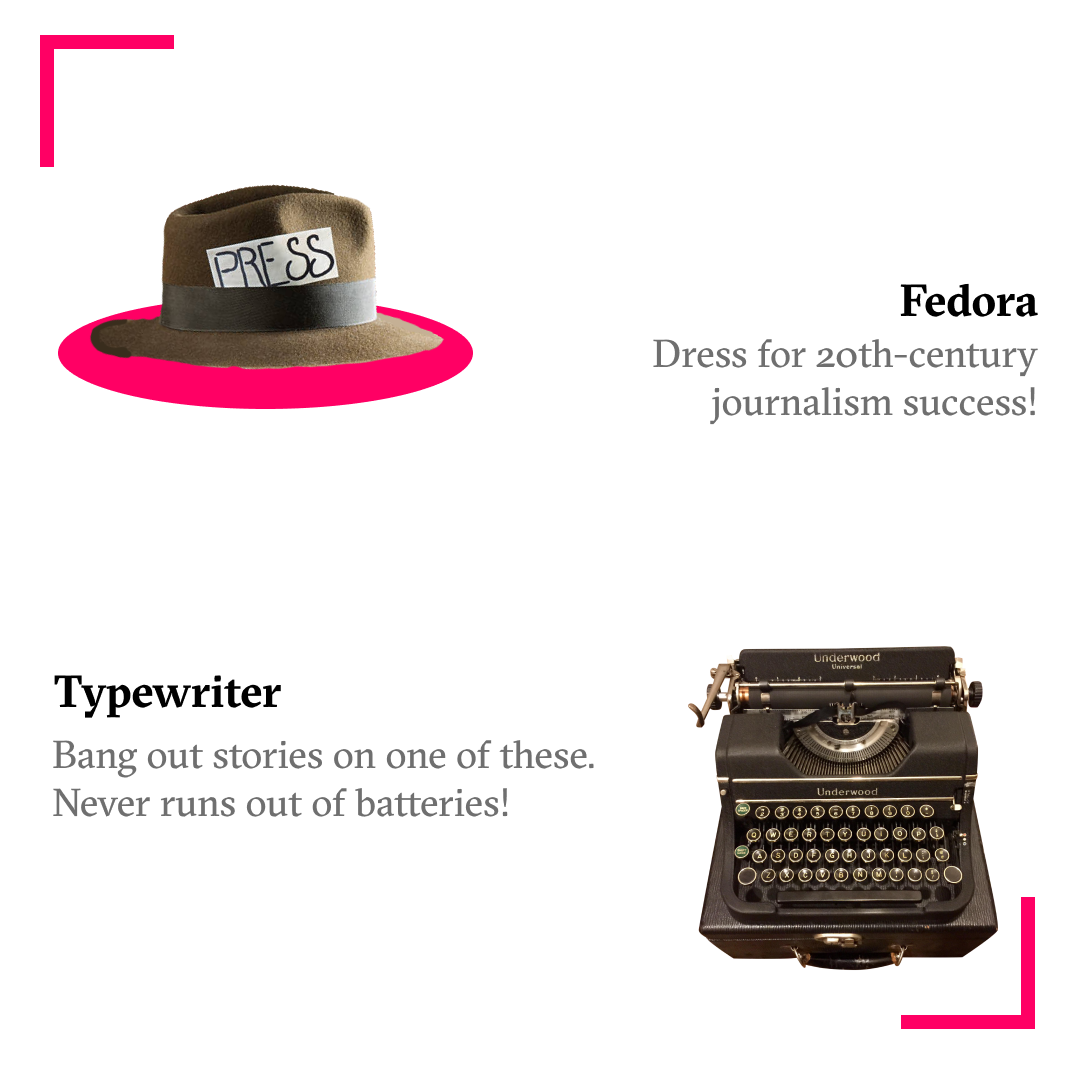 PRESS
Fedora
Dress for 20th-century
journalism success!
Typewriter
Bang out stories on one of these.
Never runs out of batteries!
Underwood
Universal
Underwood
Q W E R T Y U I O P
A S D F G H J K L
Z X C V B N M